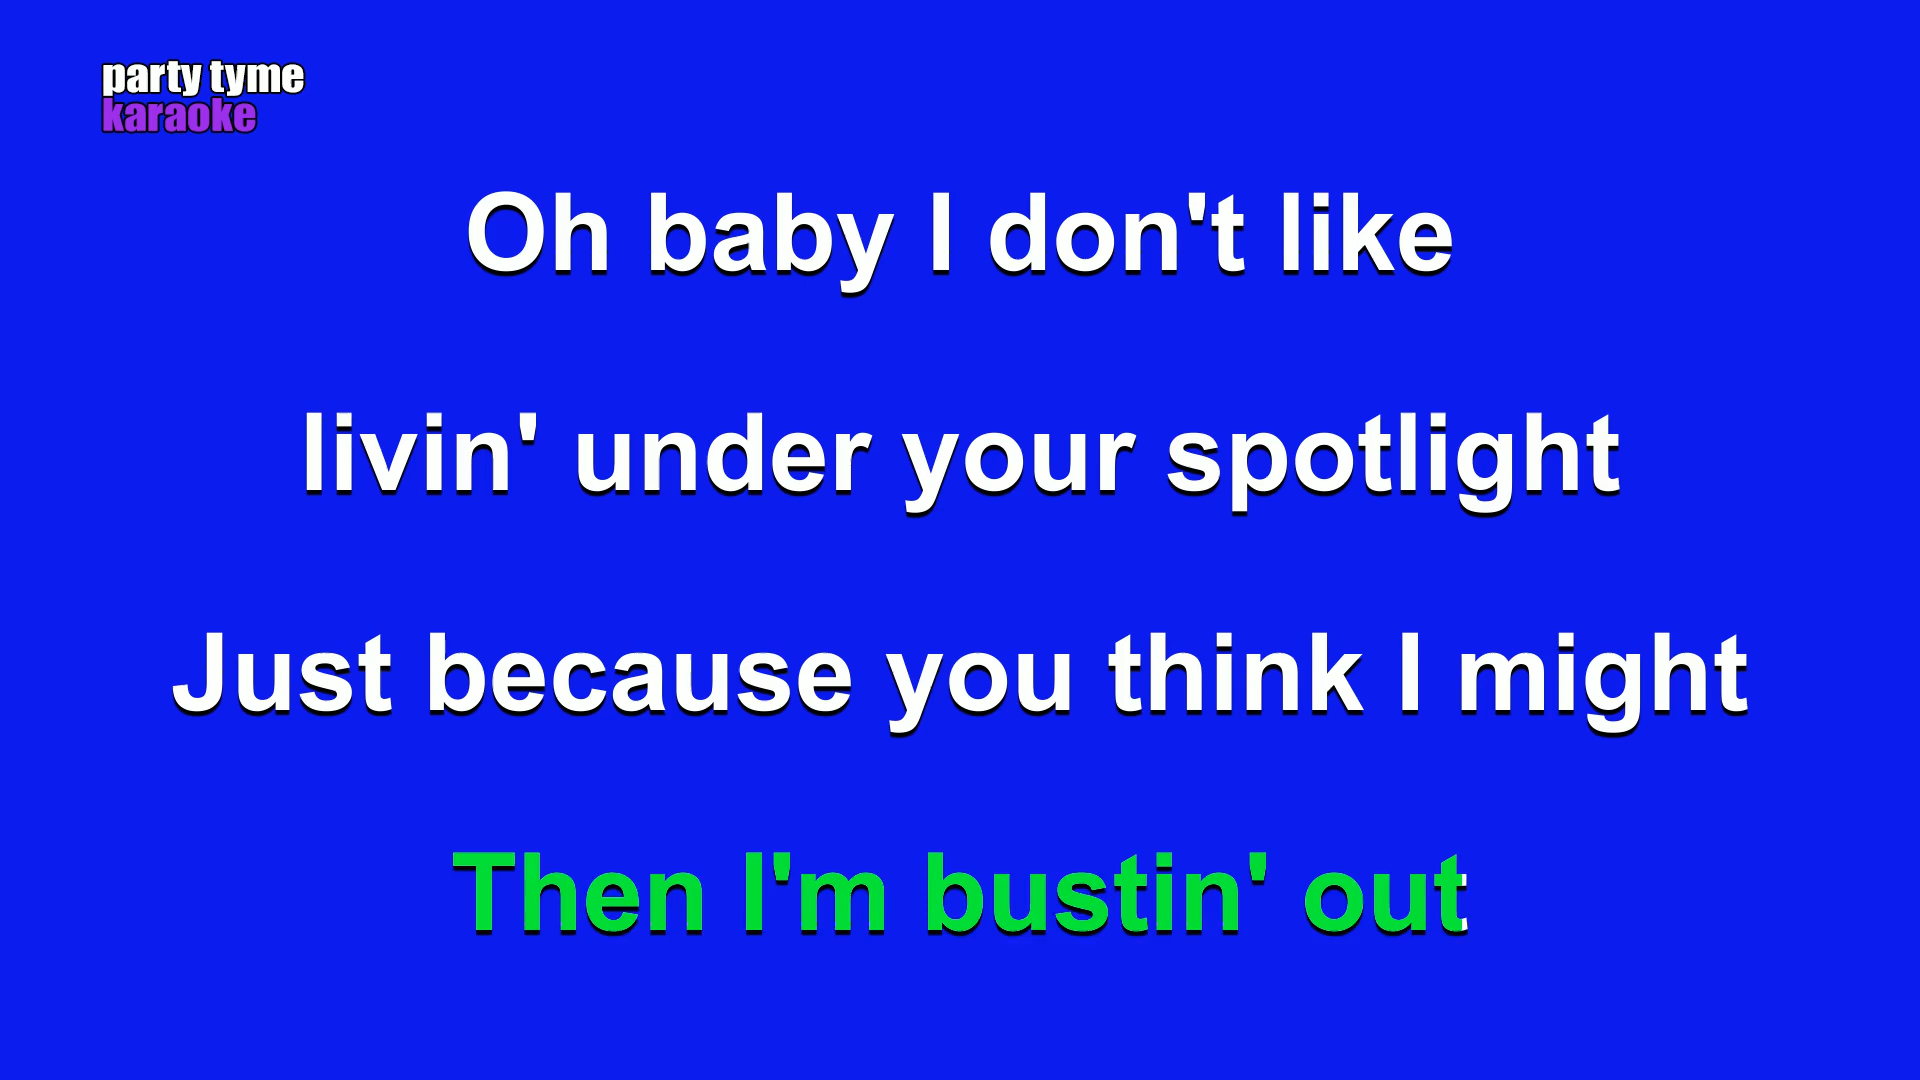 party tyme
karaoke
Oh baby I don't like
livin' under your spotlight
Just because you think I might
Then I'm bustin' out